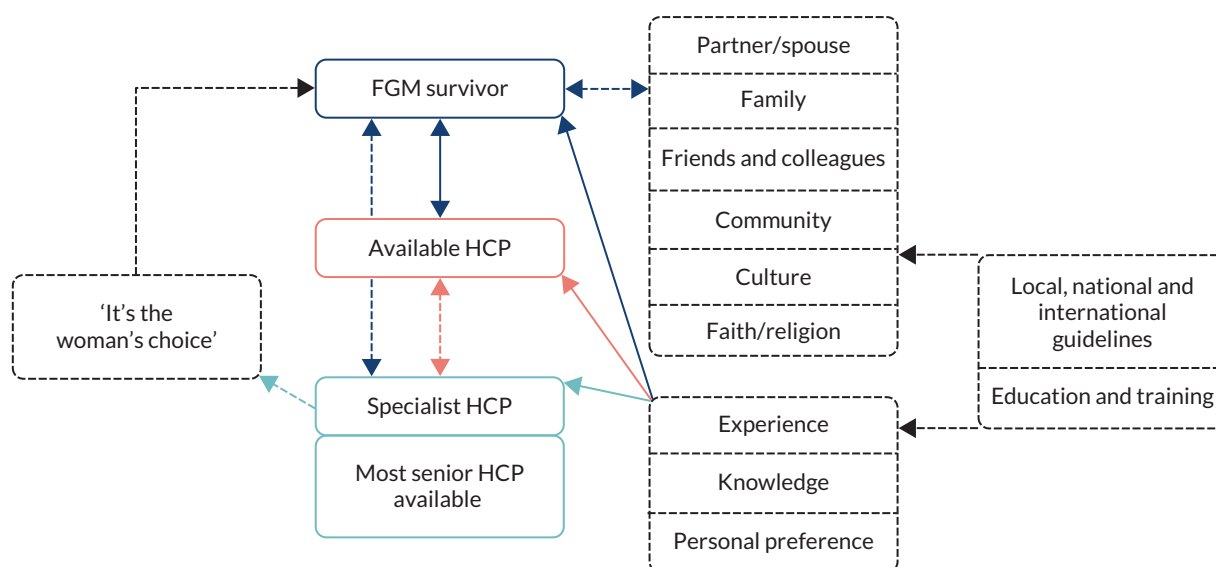 Partner/spouse
FGM survivor
Family
Friends and colleagues
Community
Available HCP
Culture
Faith/religion
Local, national and
international
guidelines
Education and training
‘It’s the
woman’s choice’
Specialist HCP
Most senior HCP
available
Experience
Knowledge
Personal preference